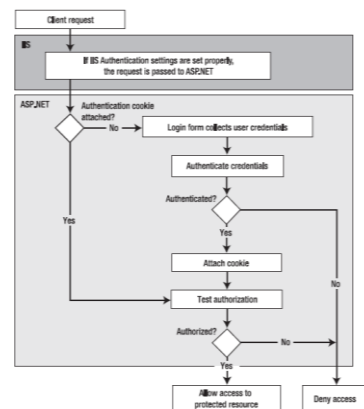 Client request
IIS
If IIS Authentication settings are set properly,
the request is passed to ASP.NET
ASP.NET
Authentication cookie
attached?
No
Login form collects user credentials
Authenticate credentials
Authenticated?
Yes
Yes
Attach cookie
No
Test authorization
Authorized?
No
Yes
Allow access to
protected resource
Deny access